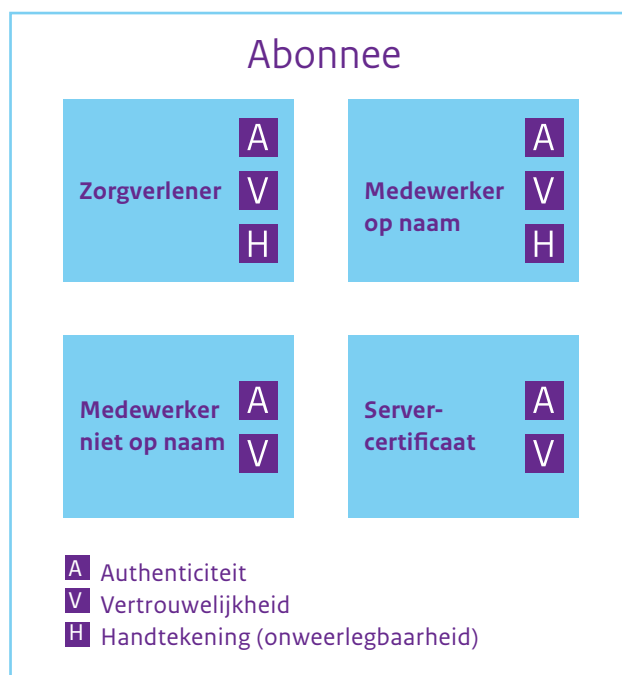 Abonnee
Zorgverlener
A
V
H
Medewerker
op naam
A
V
H
Medewerker
niet op naam
A
V
Server-
certificaat
A
V
A Authenticiteit
V Vertrouwelijkheid
H Handtekening (onweerlegbaarheid)